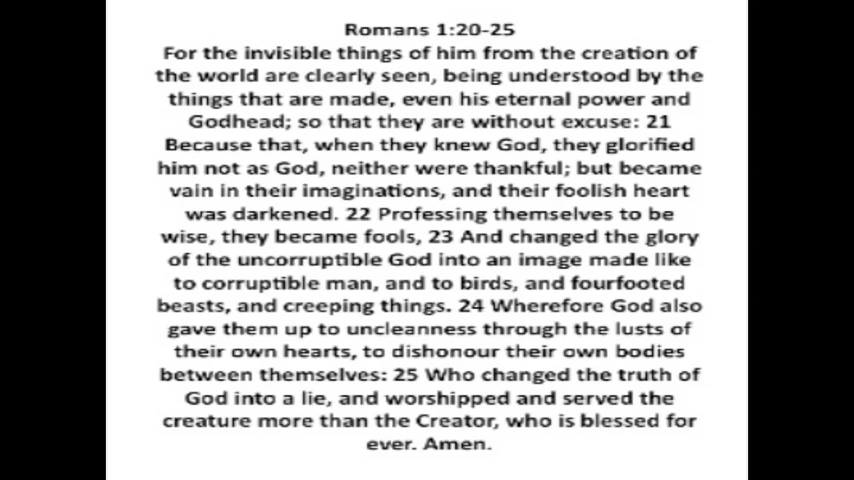 Romans 1:20-25
For the invisible things of him from the creation of
the world are clearly seen, being understood by the
things that are made, even his eternal power and
Godhead; so that they are without excuse: 21
Because that, when they knew God, they glorified
him not as God, neither were thankful; but became
vain in their imaginations, and their foolish heart
was darkened. 22 Professing themselves to be
wise, they became fools, 23 And changed the glory
of the uncorruptible God into an image made like
to corruptible man, and to birds, and fourfooted
beasts, and creeping things. 24 Wherefore God also
gave them up to uncleanness through the lusts of
their own hearts, to dishonour their own bodies
between themselves: 25 Who changed the truth of
God into a lie, and worshipped and served the
creature more than the Creator, who is blessed for
ever. Amen.